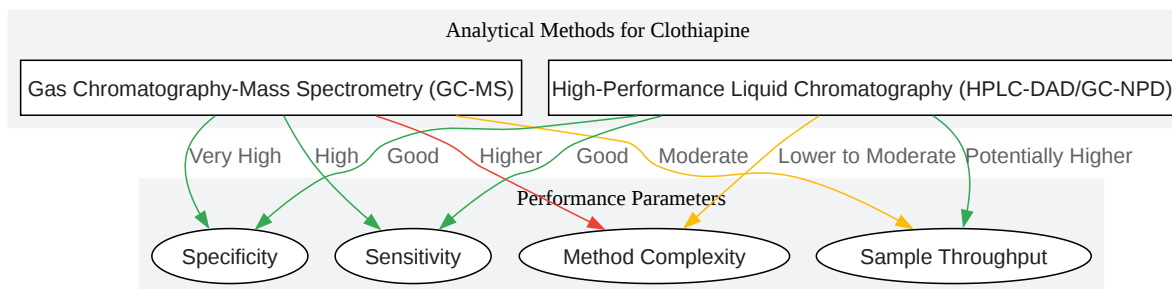 Analytical Methods for Clothiapine
Gas Chromatography-Mass Spectrometry (GC-MS)
High-Performance Liquid Chromatography (HPLC-DAD/GC-NPD)
Very High
High
Good
Higher
Good
Moderate
Lower to Moderate
Potentially Higher
Performance Parameters
Specificity
Sensitivity
Method Complexity
Sample Throughput